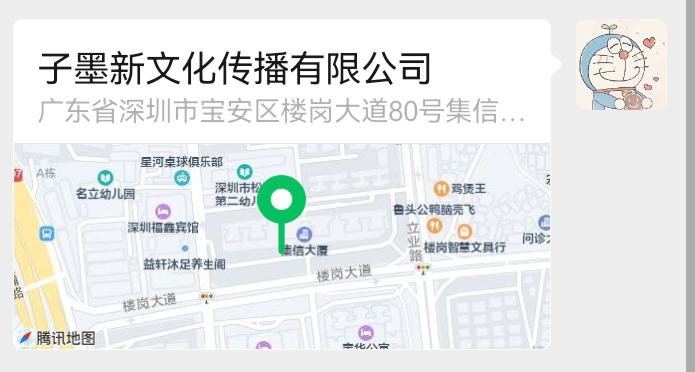 子墨新文化传播有限公司
广东省深圳市宝安区楼岗大道80号集信...
A栋
星河桌球俱乐部
名立幼儿园
深圳市松
第二幼儿
鸡煲王
鲁头公鸭脑壳飞
深圳福鑫宾馆
集信大厦
立业路
楼岗智慧文具行
问诊大
益轩沐足养生阁
楼岗大道
楼岗大道
腾讯地图